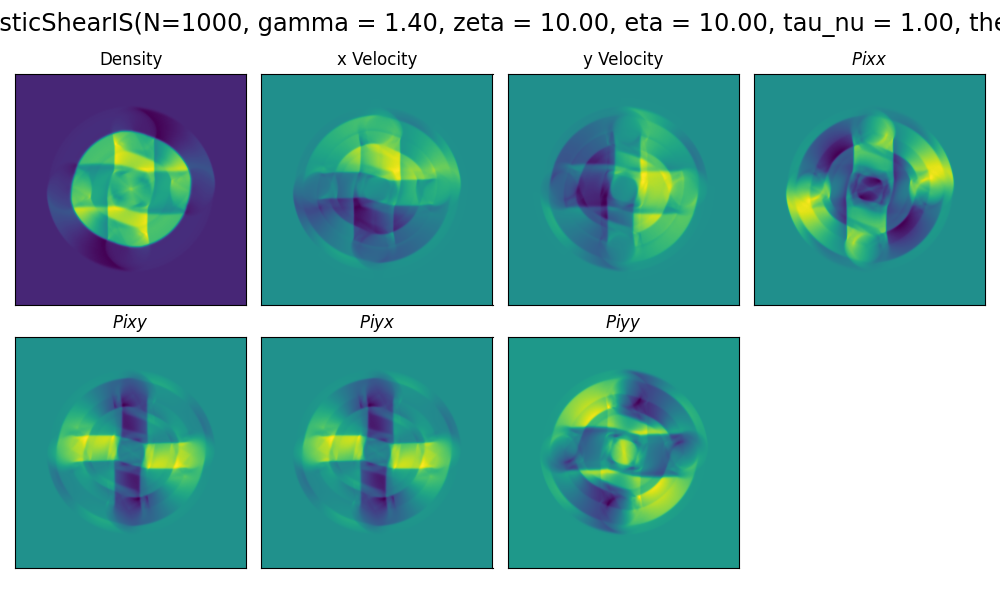 sticShearIS(N=1000, gamma = 1.40, zeta = 10.00, eta = 10.00, tau_nu = 1.00, the
Density x Velocity y Velocity Pixx
Pixy Piyx Piyy